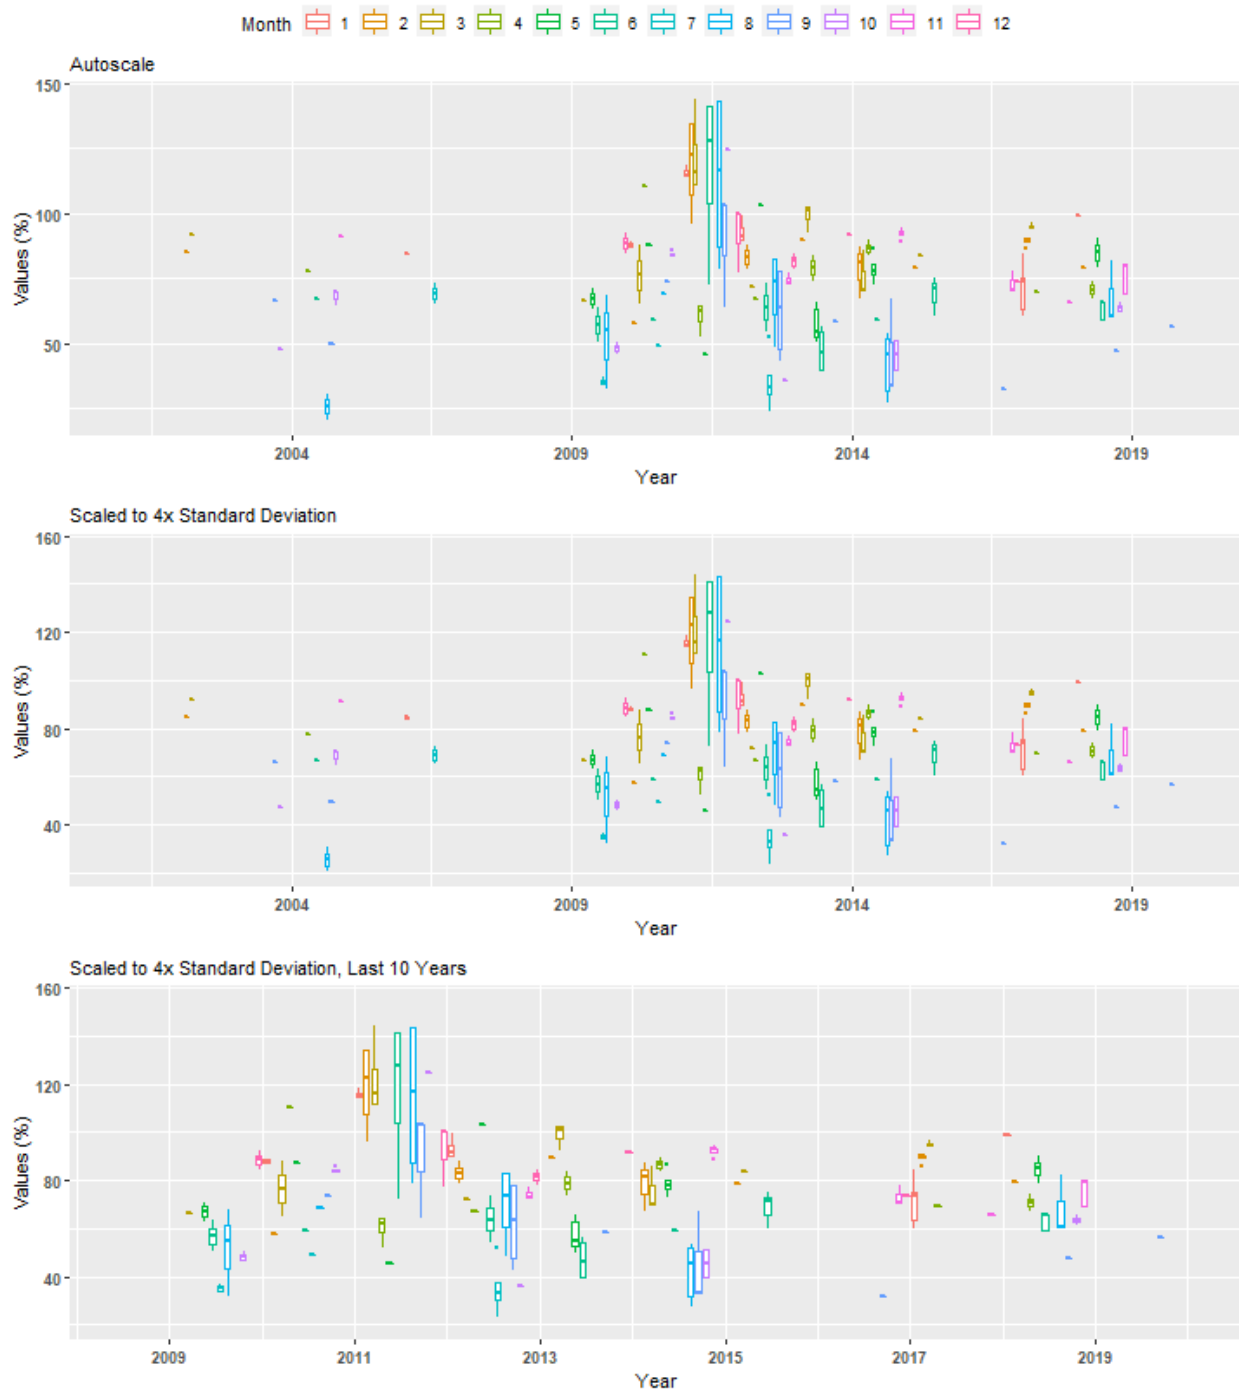 Month 1 2 3 4 5 6 7 8 9 10 11 12
Autoscale
150
100
50
Values (%)
2004 2009 2014 2019
Year
Scaled to 4x Standard Deviation
160
120
80
40
Values (%)
2004 2009 2014 2019
Year
Scaled to 4x Standard Deviation, Last 10 Years
160
120
80
40
Values (%)
2009 2011 2013 2015 2017 2019
Year